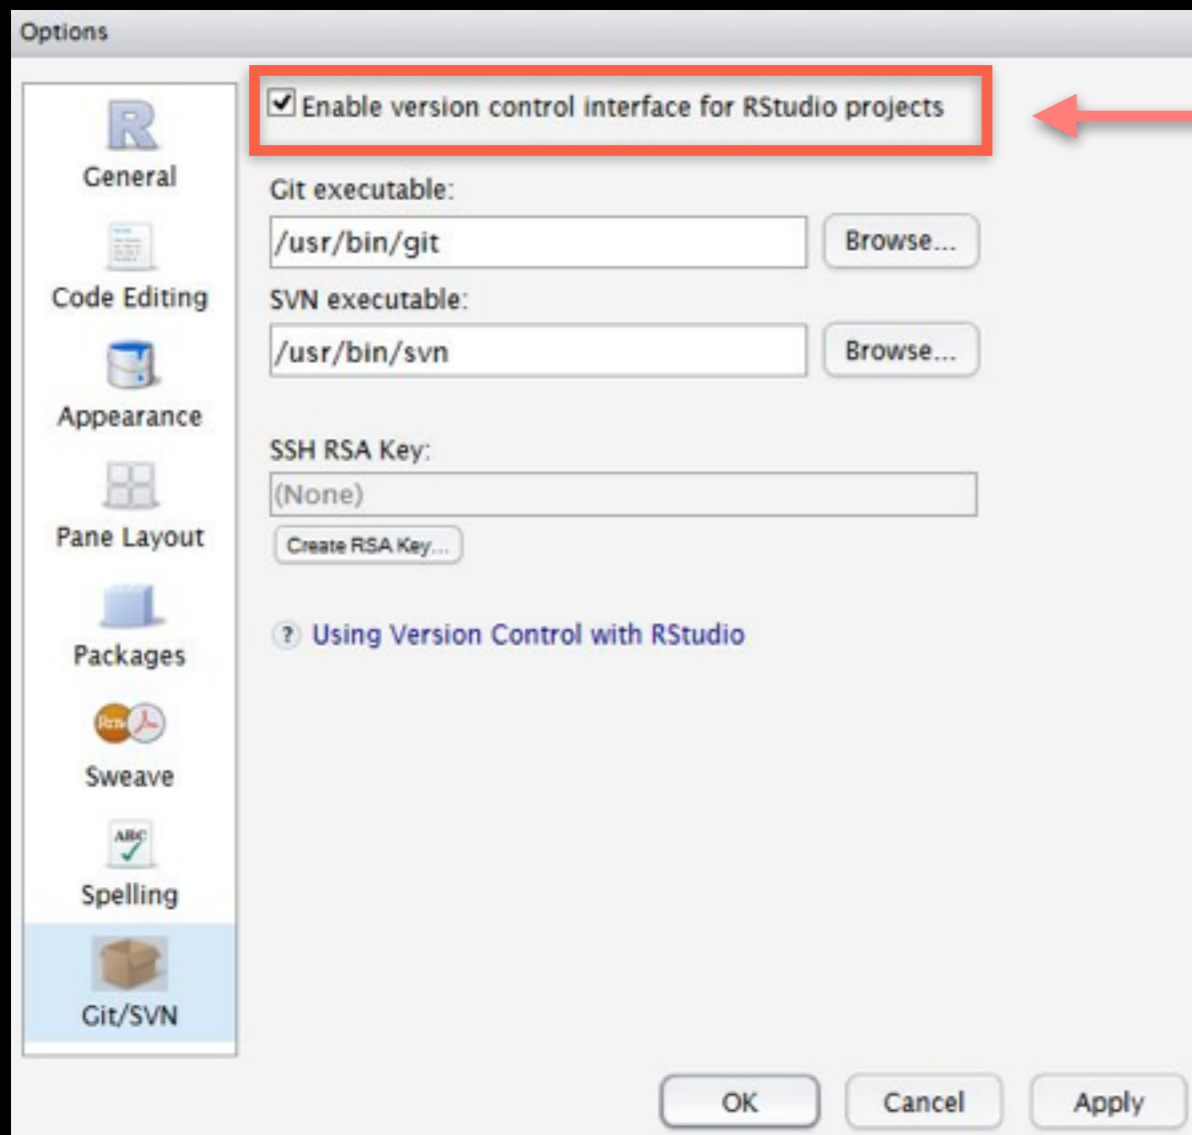 Options
General
Code Editing
Appearance
Pane Layout
Packages
Sweave
ABC
Spelling
Git/SVN
Enable version control interface for RStudio projects
Git executable:
/usr/bin/git
Browse...
SVN executable:
/usr/bin/svn
Browse...
SSH RSA Key:
(None)
Create RSA Key...
? Using Version Control with RStudio
OK
Cancel
Apply